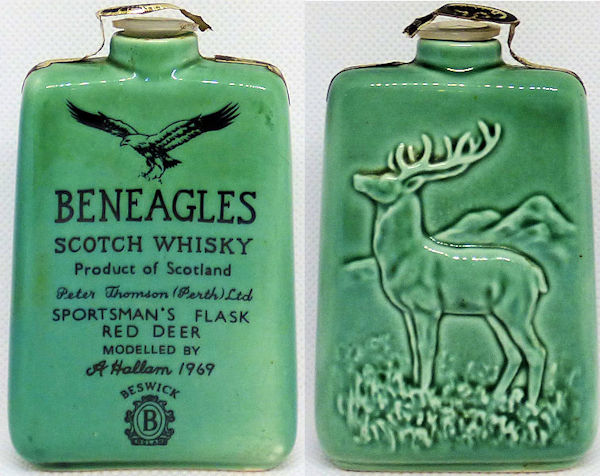 BENEAGLES
SCOTCH WHISKY
Product of Scotland
Peter Thomson (Perth) Ltd
SPORTSMAN'S FLASK
RED DEER
MODELLED BY
A Hallam 1969
BESWICK
B
ENGLAND